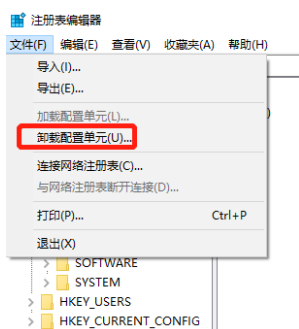 注册表编辑器
文件(F) 编辑(E) 查看(V) 收藏夹(A) 帮助(H)
导入(I)...
导出(E)...
加载配置单元(L)...
卸载配置单元(U)...
连接网络注册表(C)...
与网络注册表断开连接(D)...
打印(P)... Ctrl+P
退出(X)
SOFTWARE
SYSTEM
HKEY_USERS
HKEY_CURRENT_CONFIG